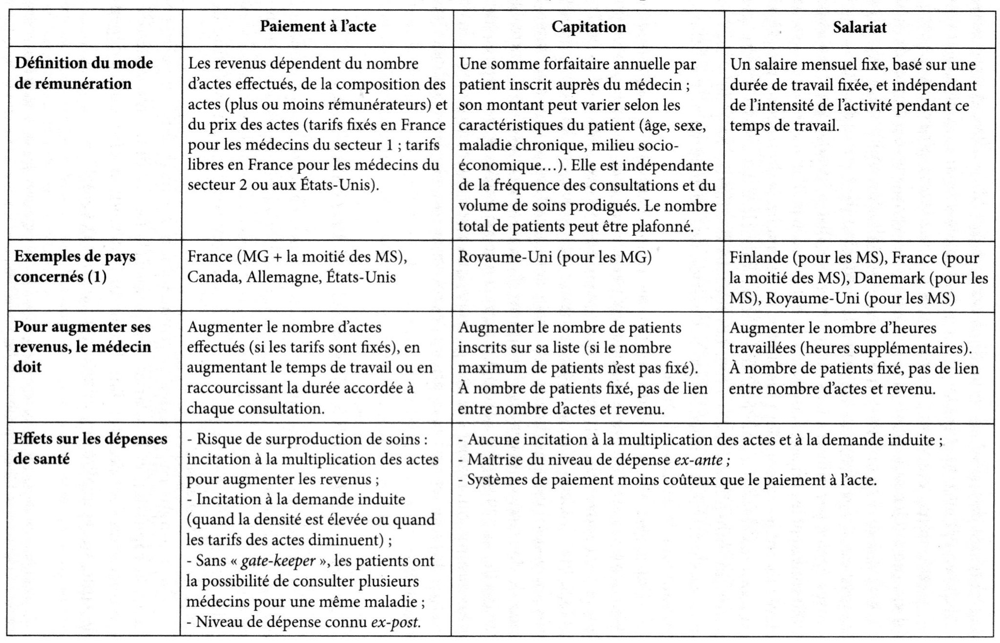 Paiement à l'acte
Capitation
Salariat
Définition du mode
de rémunération
Les revenus dépendent du nombre
d'actes effectués, de la composition des
actes (plus ou moins rémunérateurs) et
du prix des actes (tarifs fixés en France
pour les médecins du secteur 1 ; tarifs
libres en France pour les médecins du
secteur 2 ou aux États-Unis).
Une somme forfaitaire annuelle par
patient inscrit auprès du médecin ;
son montant peut varier selon les
caractéristiques du patient (âge, sexe,
maladie chronique, milieu socio-
économique…). Elle est indépendante
de la fréquence des consultations et du
volume de soins prodigués. Le nombre
total de patients peut être plafonné.
Un salaire mensuel fixe, basé sur une
durée de travail fixée, et indépendant
de l'intensité de l'activité pendant ce
temps de travail.
Exemples de pays
concernés (1)
France (MG + la moitié des MS),
Canada, Allemagne, États-Unis
Royaume-Uni (pour les MG)
Finlande (pour les MS), France (pour
la moitié des MS), Danemark (pour les
MS), Royaume-Uni (pour les MS)
Pour augmenter ses
revenus, le médecin
doit
Augmenter le nombre d'actes
effectués (si les tarifs sont fixés), en
augmentant le temps de travail ou en
raccourcissant la durée accordée à
chaque consultation.
Augmenter le nombre de patients
inscrits sur sa liste (si le nombre
maximum de patients n'est pas fixé).
À nombre de patients fixé, pas de lien
entre nombre d'actes et revenu.
Augmenter le nombre d'heures
travaillées (heures supplémentaires).
À nombre de patients fixé, pas de lien
entre nombre d'actes et revenu.
Effets sur les dépenses
de santé
- Risque de surproduction de soins :
incitation à la multiplication des actes
pour augmenter les revenus ;
- Incitation à la demande induite
(quand la densité est élevée ou quand
les tarifs des actes diminuent) ;
- Sans « gate-keeper », les patients ont
la possibilité de consulter plusieurs
médecins pour une même maladie ;
- Niveau de dépense connu ex-post.
- Aucune incitation à la multiplication des actes et à la demande induite ;
- Maîtrise du niveau de dépense ex-ante ;
- Systèmes de paiement moins coûteux que le paiement à l'acte.